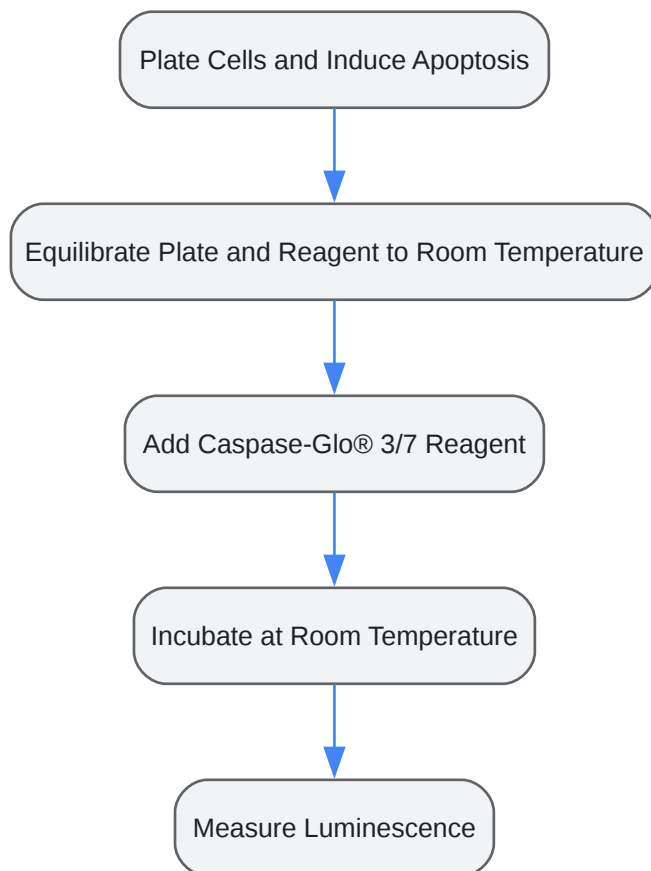 Plate Cells and Induce Apoptosis
Equilibrate Plate and Reagent to Room Temperature
Add Caspase-Glo® 3/7 Reagent
Incubate at Room Temperature
Measure Luminescence